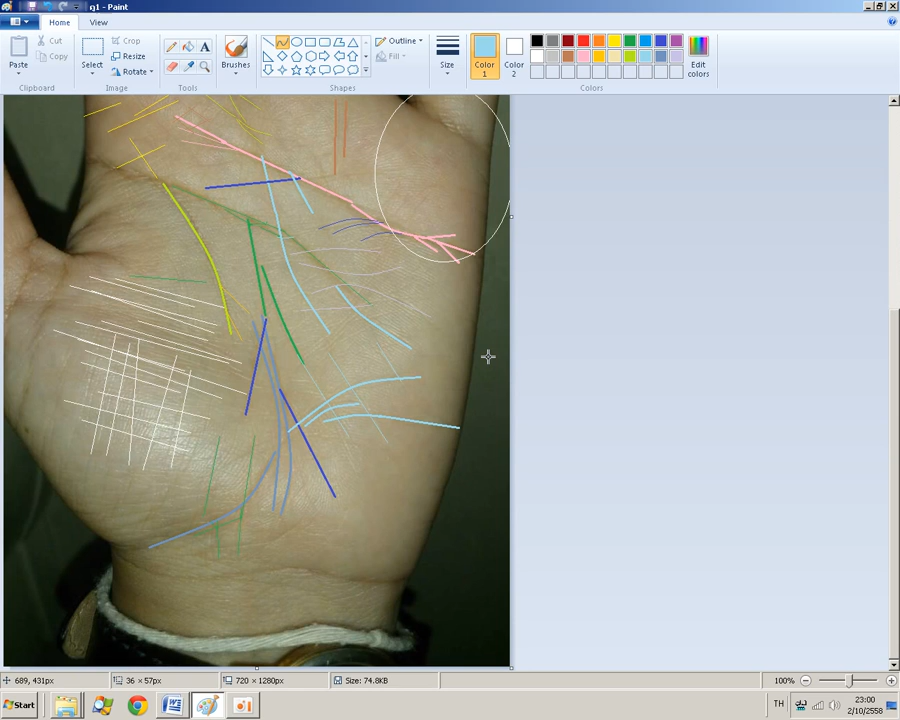 g1 - Paint
Home View
Paste Cut Copy Clipboard
Select Crop Resize Rotate Image
Tools
Brushes
Outline Fill Shapes
Size
Color 1 Color 2 Edit colors Colors
689, 431px 36 × 57px 720 × 1280px Size: 74.8KB 100%
Start TH 23:00
2/10/2558